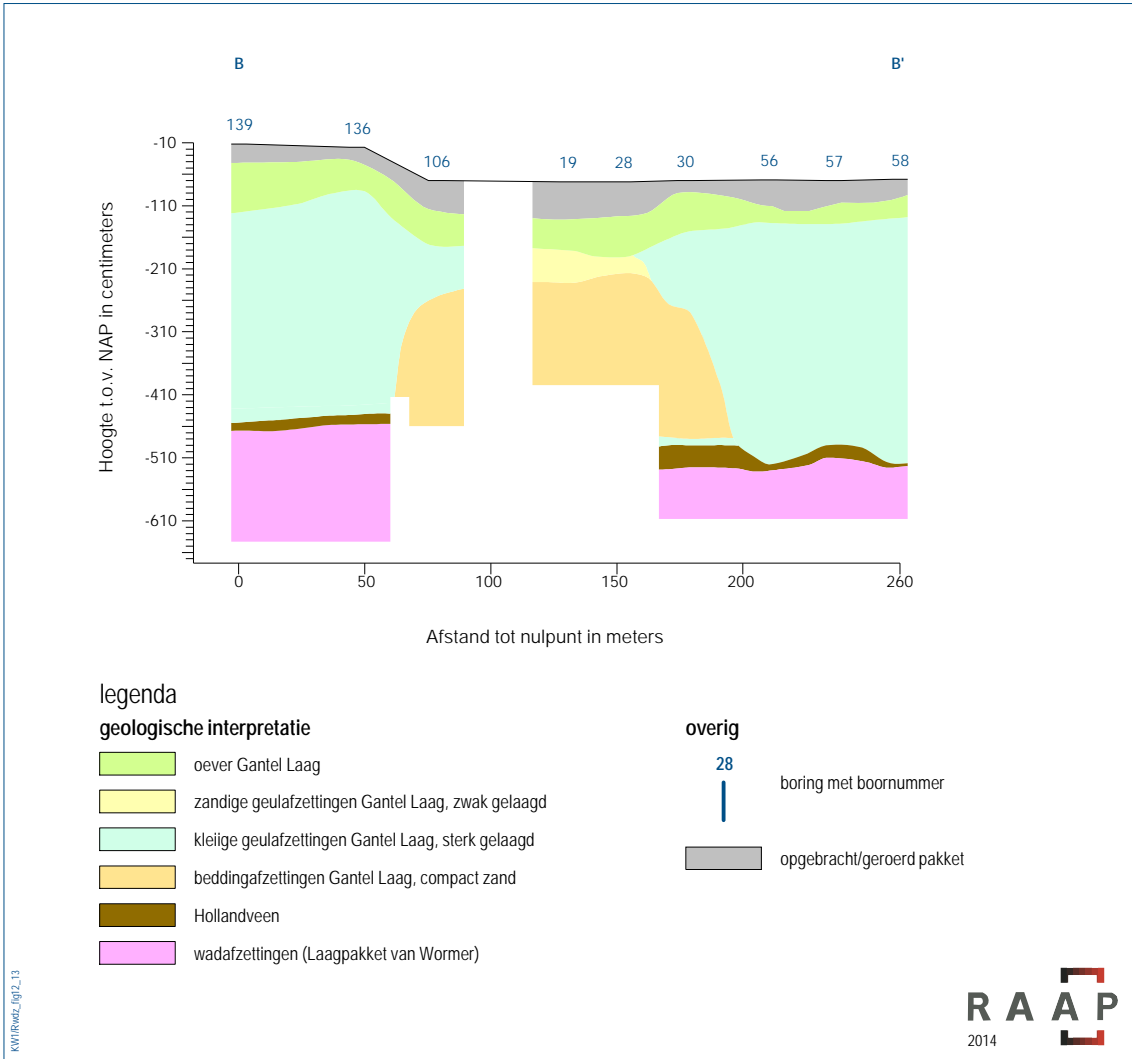 B B'
139 136 106 19 28 30 56 57 58
-10
-110
-210
-310
-410
-510
-610
Hoogte t.o.v. NAP in centimeters
0 50 100 150 200 260
Afstand tot nulpunt in meters
legenda
geologische interpretatie
oever Gantel Laag
zandige geulafzettingen Gantel Laag, zwak gelaagd
kleiige geulafzettingen Gantel Laag, sterk gelaagd
beddingafzettingen Gantel Laag, compact zand
Hollandveen
wadafzettingen (Laagpakket van Wormer)
overig
28
boring met boornummer
opgebracht/geroerd pakket
KW1/Rwdz_fig12_13
RAAP
2014